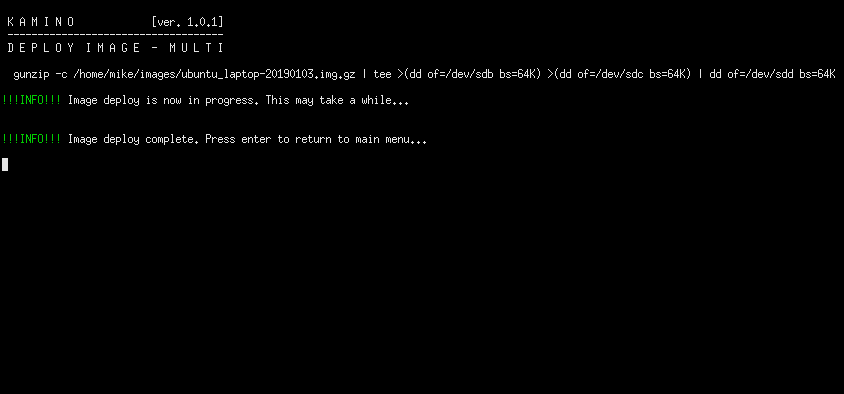 K A M I N O [ver. 1.0.1]
------------------------------------
D E P L O Y  I M A G E  -  M U L T I
gunzip -c /home/mike/images/ubuntu_laptop-20190103.img.gz | tee >(dd of=/dev/sdb bs=64K) >(dd of=/dev/sdc bs=64K) | dd of=/dev/sdd bs=64K
!!!INFO!!! Image deploy is now in progress. This may take a while...
!!!INFO!!! Image deploy complete. Press enter to return to main menu...